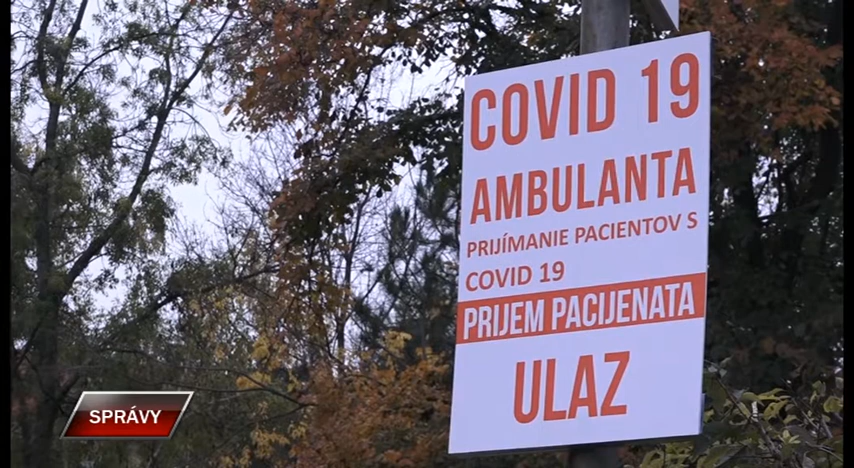 COVID 19
AMBULANTA
PRIJÍMANIE PACIENTOV S
COVID 19
PRIJEM PACIJENATA
ULAZ
SPRÁVY